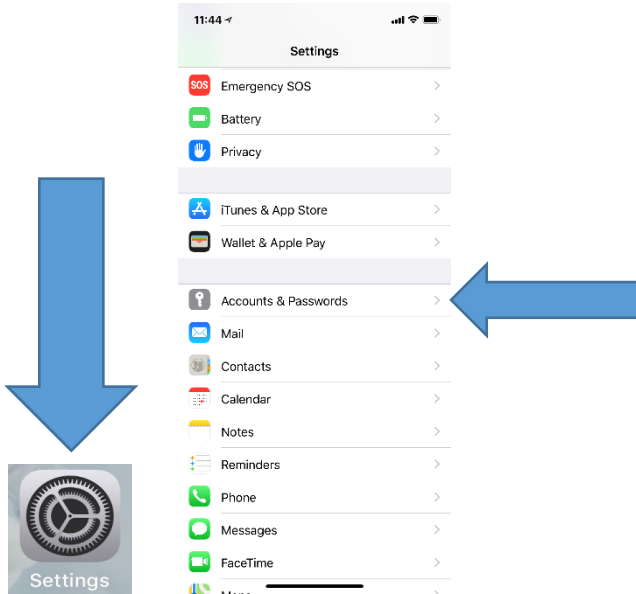 11:44
Settings
SOS Emergency SOS
Battery
Privacy
iTunes & App Store
Wallet & Apple Pay
Accounts & Passwords
Mail
Contacts
Calendar
Notes
Reminders
Phone
Messages
FaceTime
Settings